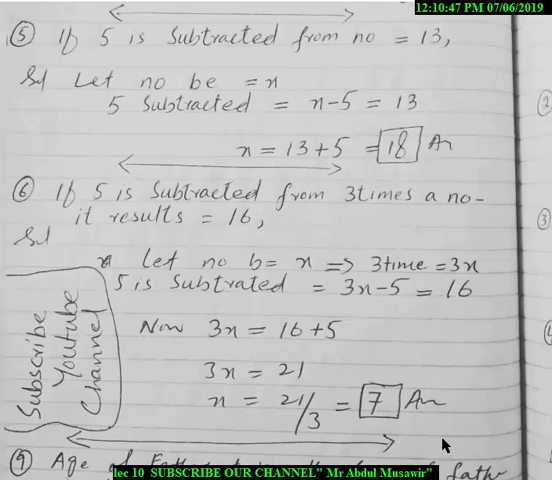 12:10:47 PM 07/06/2019
⑤ If 5 is Subtracted from no = 13,
Sol Let no be = x
5 Subtracted = x - 5 = 13
x = 13 + 5 = 18 An
⑥ If 5 is Subtracted from 3times a no-
it results = 16,
Sol
Let no b= x => 3time = 3x
5 is Subtrated = 3x - 5 = 16
Now 3x = 16 + 5
3x = 21
x = 21/3 = 7 An
Subscribe
Youtube
Channel
Age of
lec 10 SUBSCRIBE OUR CHANNEL" Mr Abdul Musawir"